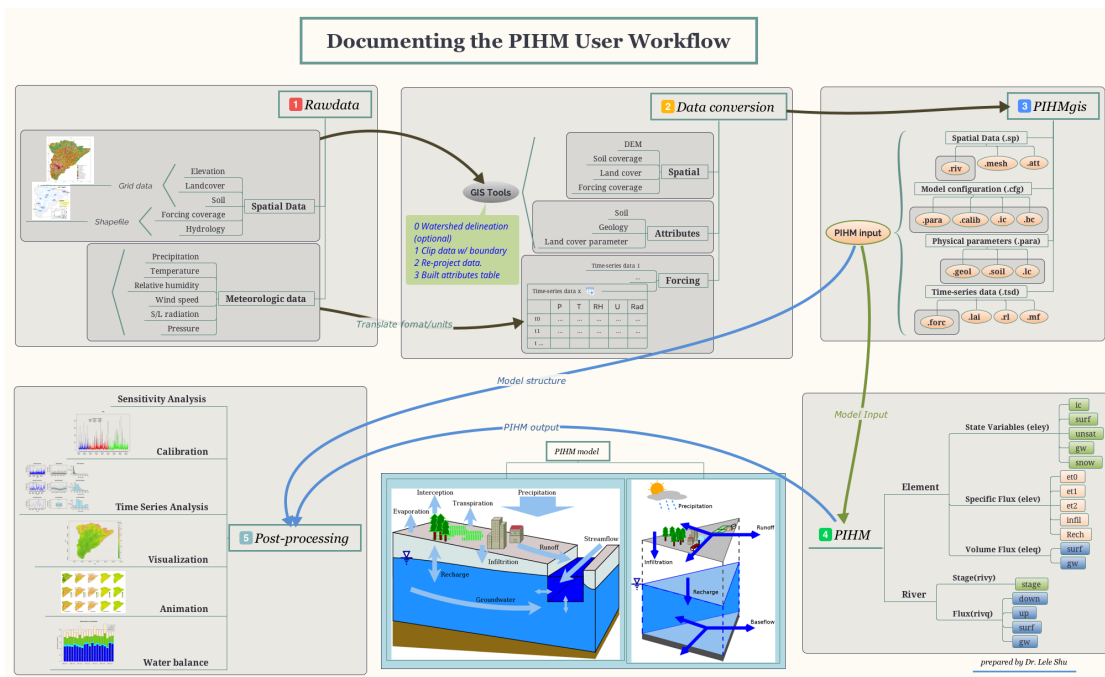 Documenting the PIHM User Workflow
1 Rawdata
Elevation
Grid data
Landcover
Soil
Spatial Data
Forcing coverage
Shapefile
Hydrology
Precipitation
Temperature
Relative humidity
Wind speed
Meteorologic data
S/L radiation
Pressure
Translate fomat/units
2 Data conversion
GIS Tools
0 Watershed delineation
(optional)
1 Clip data w/ boundary
2 Re-project data.
3 Built attributes table
DEM
Soil coverage
Land cover
Spatial
Forcing coverage
Soil
Geology
Attributes
Land cover parameter
Time-series data 1
...
Forcing
Time-series data x
P T RH U Rad
t0 ... ... ... ... ...
t1 ... ... ... ... ...
t ...
3 PIHMgis
PIHM input
Spatial Data (.sp)
.riv .mesh .att
Model configuration (.cfg)
.para .calib .ic .bc
Physical parameters (.para)
.geol .soil .lc
Time-series data (.tsd)
.forc .lai .rl .mf
Model structure
PIHM output
Model Input
Sensitivity Analysis
Calibration
Time Series Analysis
5 Post-processing
Visualization
Animation
Water balance
PIHM model
Interception
Precipitation
Transpiration
Evaporation
Streamflow
Runoff
Infiltrition
Recharge
Groundwater
Precipitation
Runoff
Infiltration
Recharge
Baseflow
4 PIHM
Element
State Variables (eley)
ic
surf
unsat
gw
snow
Specific Flux (elev)
et0
et1
et2
infil
Rech
Volume Flux (eleq)
surf
gw
River
Stage(rivy)
stage
Flux(rivq)
down
up
surf
gw
prepared by Dr. Lele Shu